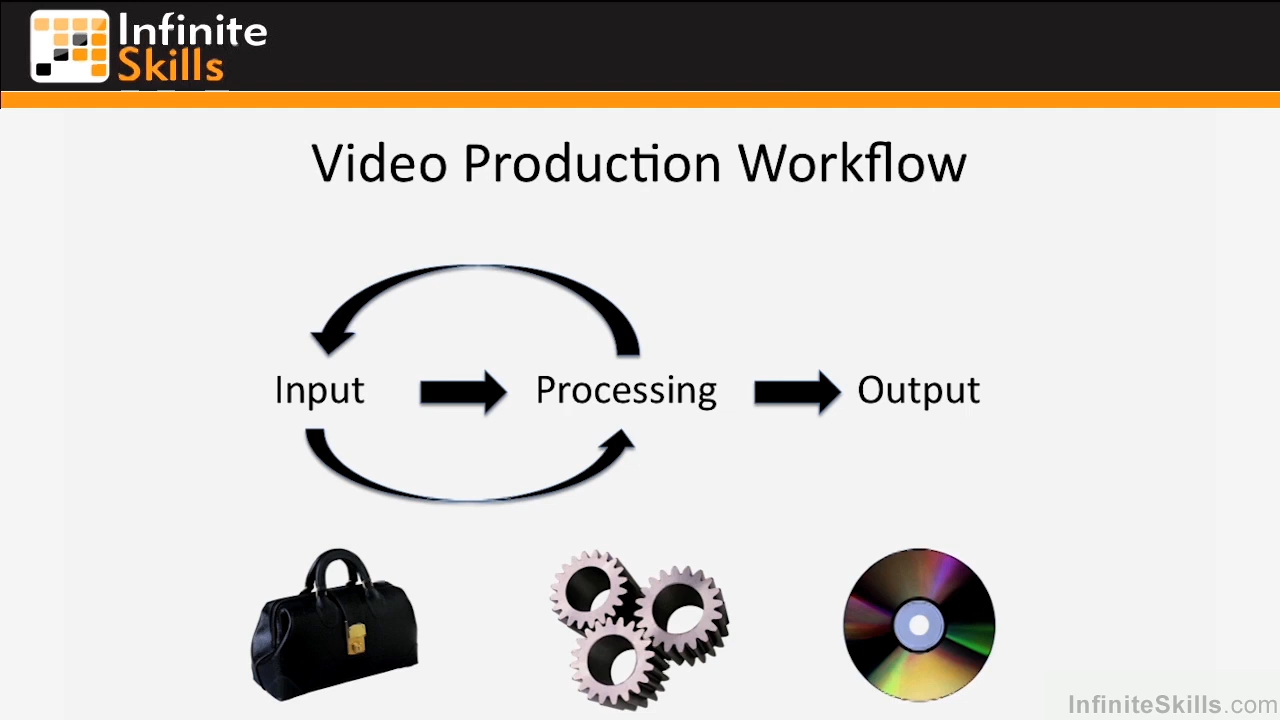 Infinite
Skills
Video Production Workflow
Input
Processing
Output
InfiniteSkills.com